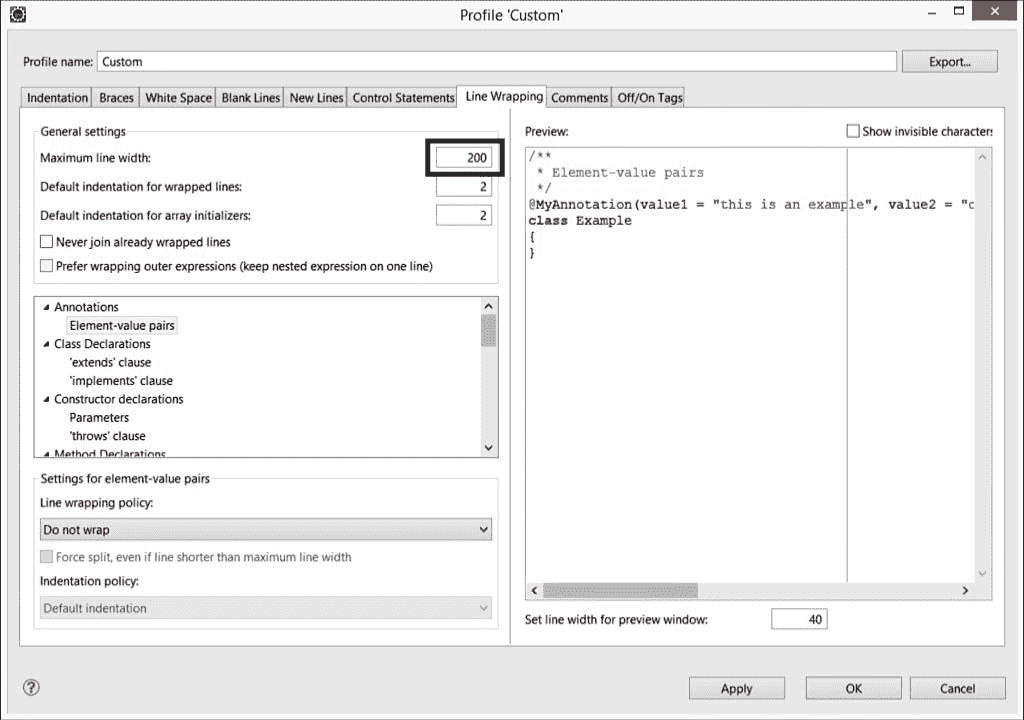 Profile 'Custom'
Profile name: Custom Export...
Indentation Braces White Space Blank Lines New Lines Control Statements Line Wrapping Comments Off/On Tags
General settings
Maximum line width: 200
Default indentation for wrapped lines: 2
Default indentation for array initializers: 2
Never join already wrapped lines
Prefer wrapping outer expressions (keep nested expression on one line)
Annotations
Element-value pairs
Class Declarations
'extends' clause
'implements' clause
Constructor declarations
Parameters
'throws' clause
Method Declarations
Settings for element-value pairs
Line wrapping policy:
Do not wrap
Force split, even if line shorter than maximum line width
Indentation policy:
Default indentation
Preview: Show invisible characters
/**
* Element-value pairs
*/
@MyAnnotation(value1 = "this is an example", value2 = "c
class Example
{
}
Set line width for preview window: 40
? Apply OK Cancel